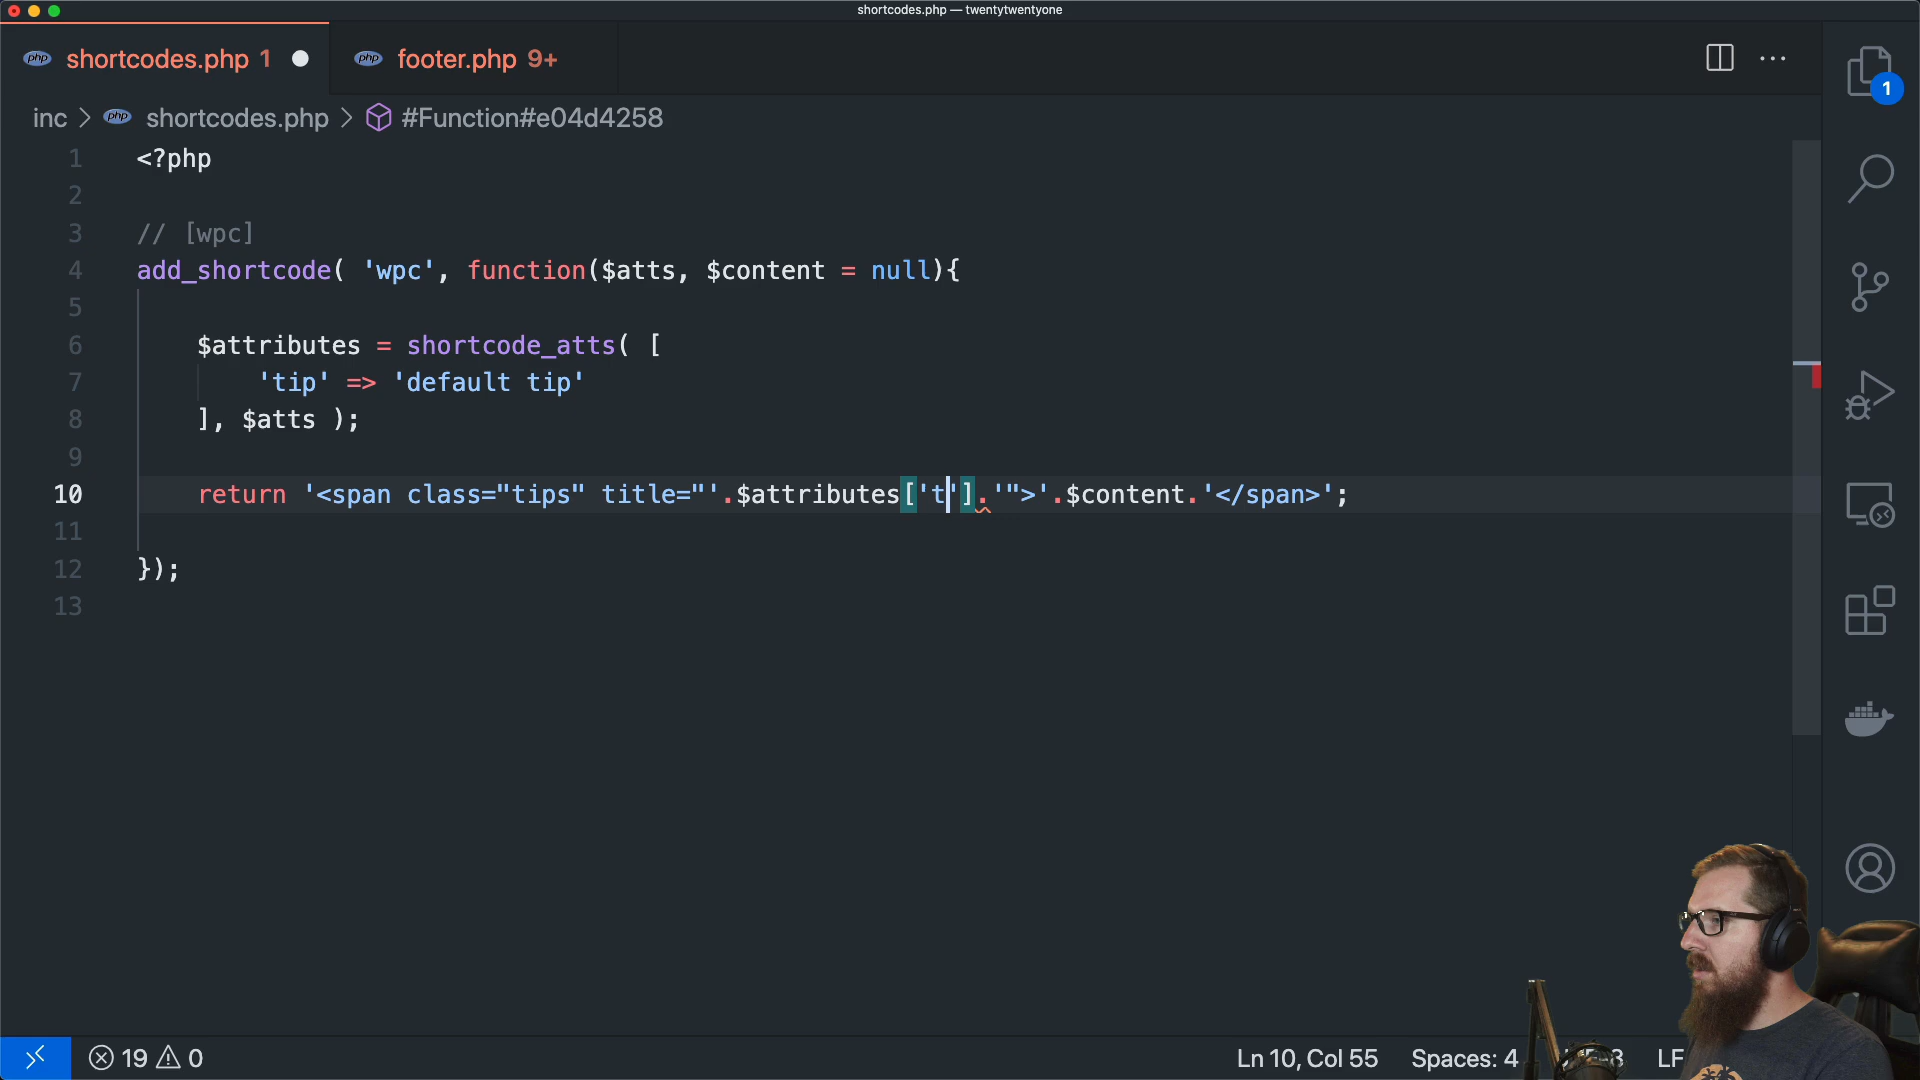 shortcodes.php — twentytwentyone
php shortcodes.php 1 php footer.php 9+
inc > php shortcodes.php > #Function#e04d4258
1
1 <?php
2
3 // [wpc]
4 add_shortcode( 'wpc', function($atts, $content = null){
5
6 $attributes = shortcode_atts( [
7 'tip' => 'default tip'
8 ], $atts );
9
10 return '<span class="tips" title="'.$attributes['t'].'">'.$content.'</span>';
11
12 });
13
19 0 Ln 10, Col 55 Spaces: 4 LF